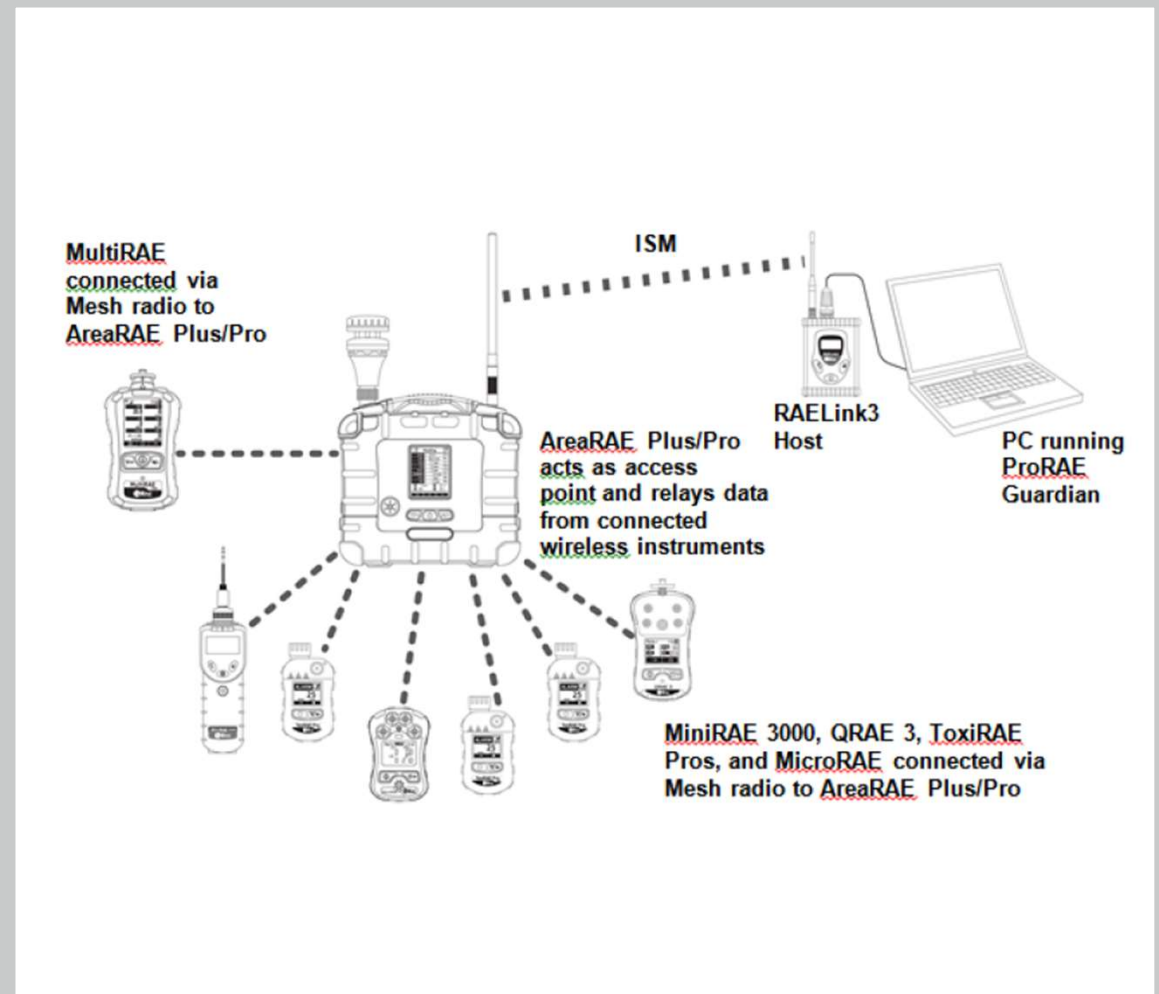 MultiRAE
connected via
Mesh radio to
AreaRAE Plus/Pro
ISM
RAELink3
Host
PC running
ProRAE
Guardian
AreaRAE Plus/Pro
acts as access
point and relays data
from connected
wireless instruments
MiniRAE 3000, QRAE 3, ToxiRAE
Pros, and MicroRAE connected via
Mesh radio to AreaRAE Plus/Pro